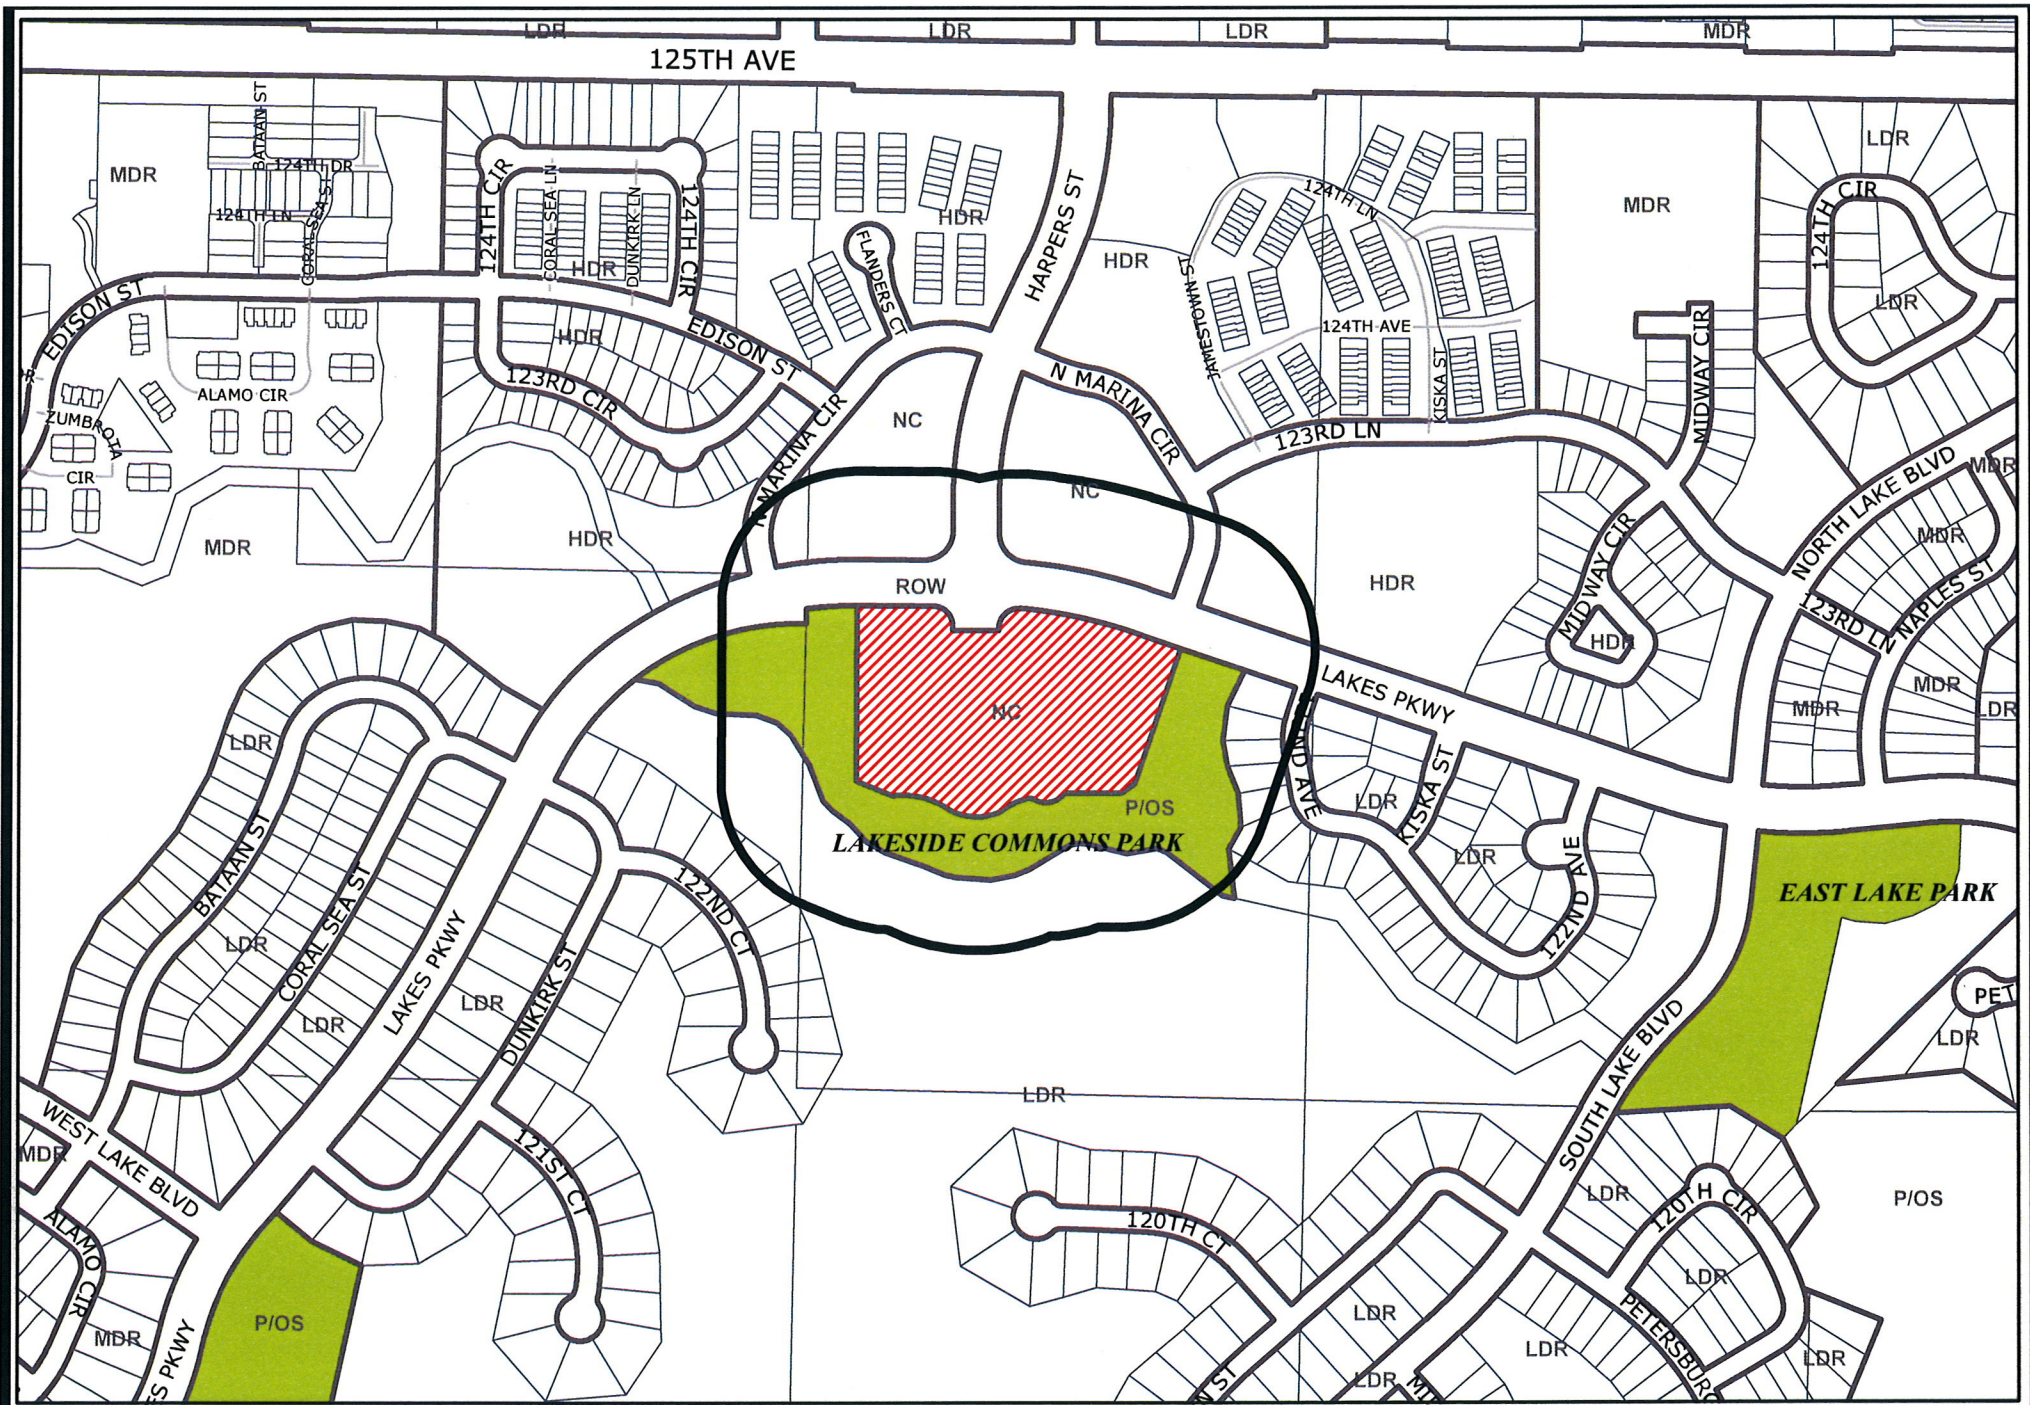 LDR
LDR
LDR
MDR
125TH AVE
BATAAN ST
124TH DR
MDR
124TH LN
CORAL SEA ST
124TH CIR
CORAL SEA LN
DUNKIRK LN
124TH CIR
HDR
HDR
FLANDERS CT
HARPERS ST
HDR
124TH LN
JAMESTOWN ST
124TH AVE
KISKA ST
MDR
LDR
124TH CIR
LDR
MIDWAY CIR
EDISON ST
EDISON ST
HDR
123RD CIR
ALAMO CIR
ZUMBROTA
CIR
N MARINA CIR
NC
N MARINA CIR
123RD LN
NC
NORTH LAKE BLVD
MDR
MDR
HDR
MDR
ROW
HDR
MIDWAY CIR
HDR
123RD LN
NAPLES ST
MDR
MDR
LDR
LAKES PKWY
NC
LDR
BATAAN ST
CORAL SEA ST
LDR
LDR
LAKES PKWY
LDR
DUNKIRK ST
122ND CT
P/OS
LAKESIDE COMMONS PARK
LDR
KISKA ST
LDR
122ND AVE
EAST LAKE PARK
PET
LDR
SOUTH LAKE BLVD
LDR
WEST LAKE BLVD
MDR
ALAMO CIR
MDR
121ST CT
P/OS
120TH CT
LDR
120TH CIR
P/OS
LDR
LDR
PETERSBURG
LDR
LDR
LDR
ES PKWY
N ST